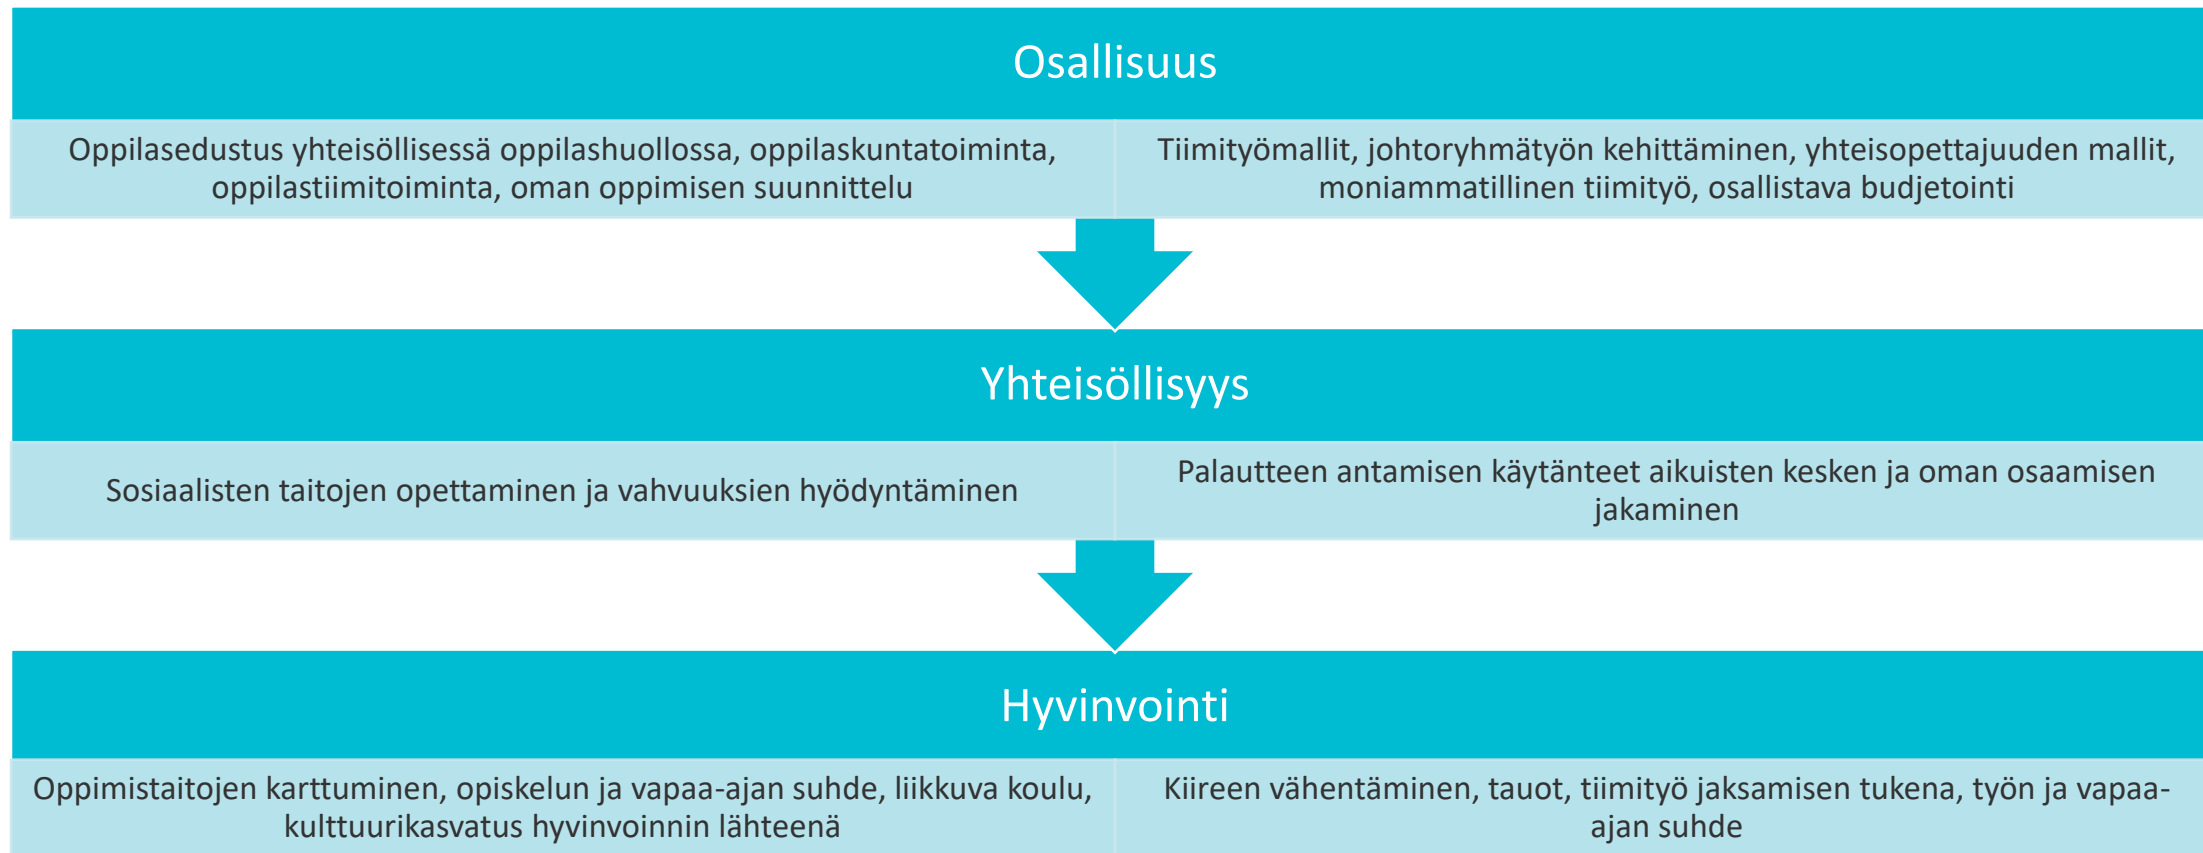 Osallisuus
Oppilasedustus yhteisöllisessä oppilashuollossa, oppilaskuntatoiminta,
oppilastiimitoiminta, oman oppimisen suunnittelu
Tiimityömallit, johtoryhmätyön kehittäminen, yhteisopettajuuden mallit,
moniammatillinen tiimityö, osallistava budjetointi
Yhteisöllisyys
Sosiaalisten taitojen opettaminen ja vahvuuksien hyödyntäminen
Palautteen antamisen käytänteet aikuisten kesken ja oman osaamisen
jakaminen
Hyvinvointi
Oppimistaitojen karttuminen, opiskelun ja vapaa-ajan suhde, liikkuva koulu,
kulttuurikasvatus hyvinvoinnin lähteenä
Kiireen vähentäminen, tauot, tiimityö jaksamisen tukena, työn ja vapaa-
ajan suhde